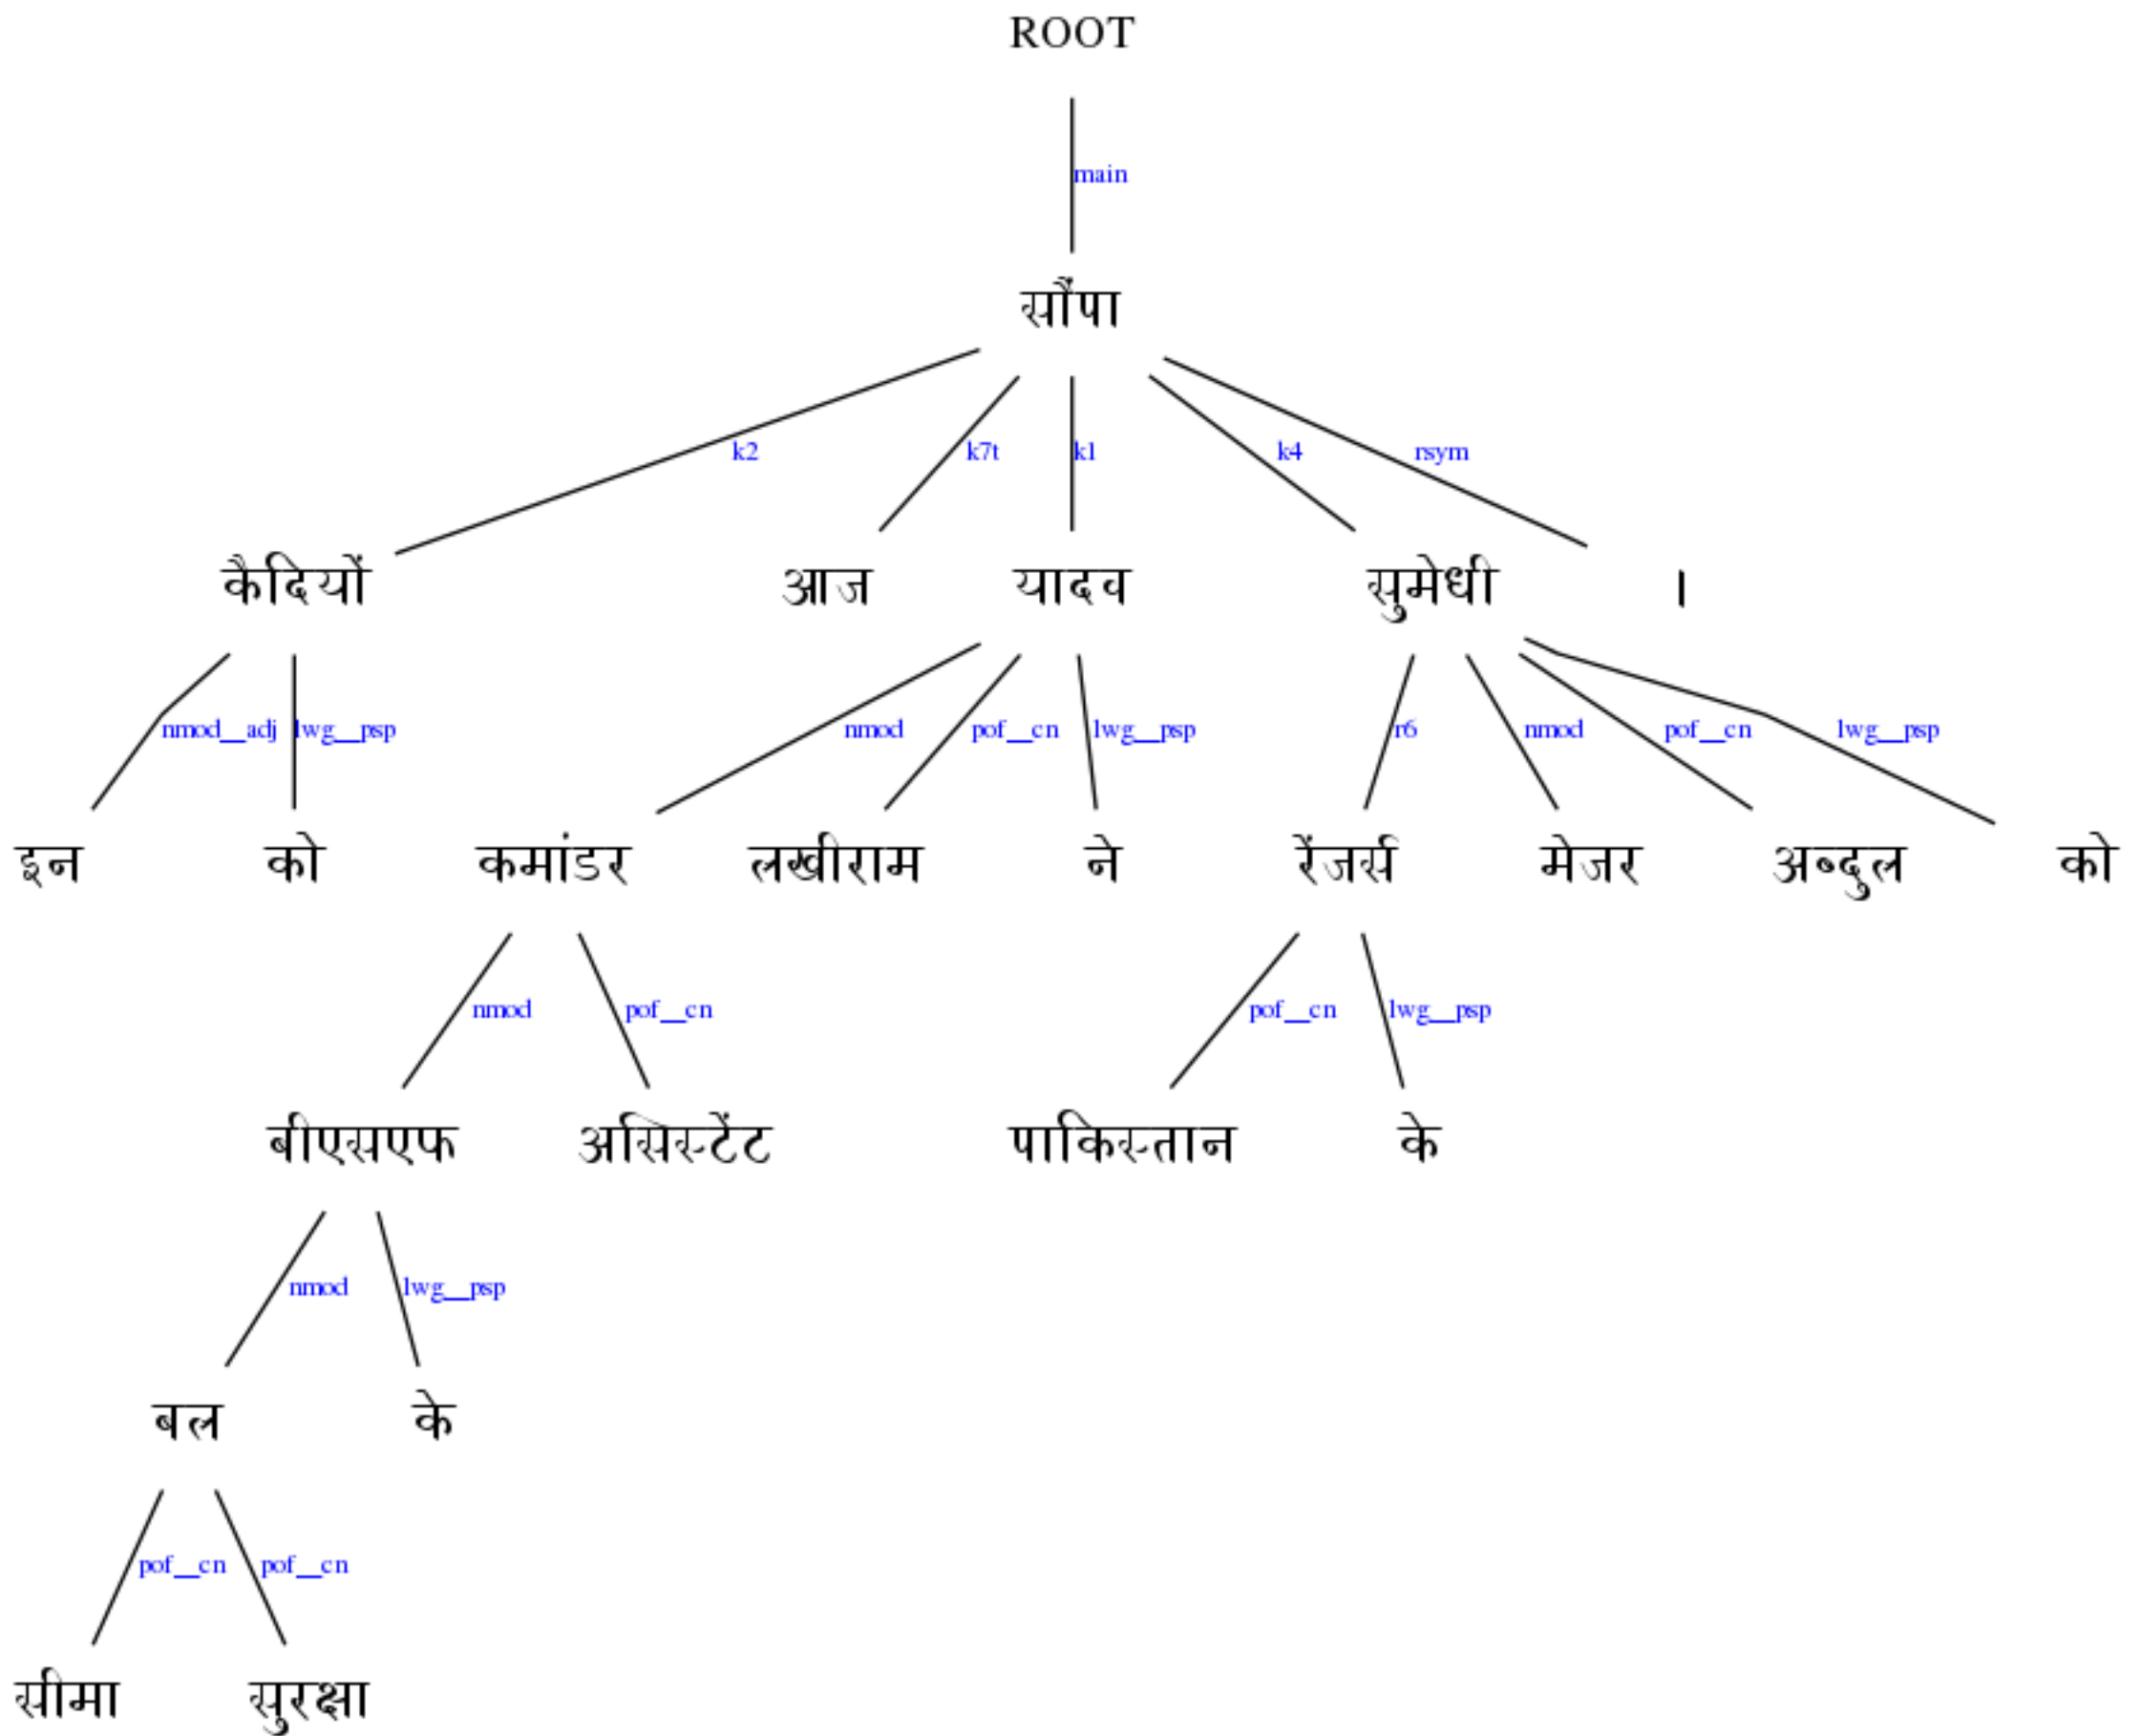 ROOT
main
सौंपा
k2 k7t k1 k4 rsym
कैदियों आज यादव सुमेधी ।
nmod__adj lwg__psp nmod pof__cn lwg__psp r6 nmod pof__cn lwg__psp
इन को कमांडर लखीराम ने रेंजर्स मेजर अब्दुल को
nmod pof__cn pof__cn lwg__psp
बीएसएफ असिस्टेंट पाकिस्तान के
nmod lwg__psp
बल के
pof__cn pof__cn
सीमा सुरक्षा